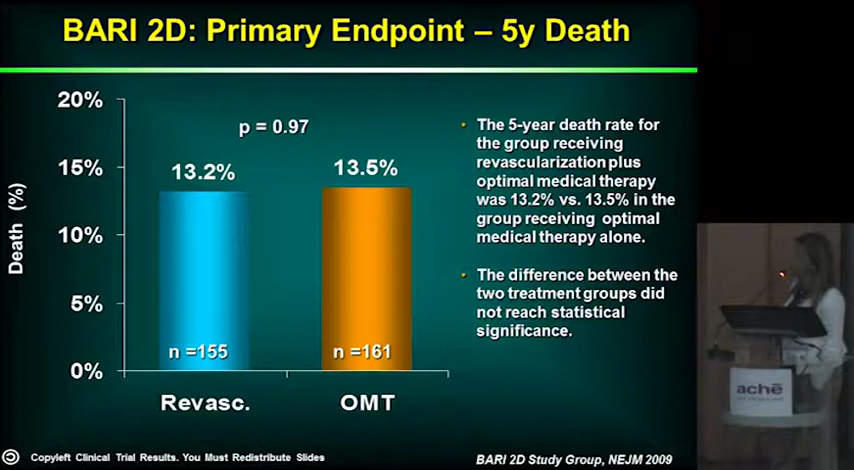 BARI 2D: Primary Endpoint – 5y Death
20%
15%
10%
5%
0%
Death (%)
p = 0.97
13.2%
13.5%
n =155
n =161
Revasc.
OMT
The 5-year death rate for
the group receiving
revascularization plus
optimal medical therapy
was 13.2% vs. 13.5% in the
group receiving optimal
medical therapy alone.
The difference between the
two treatment groups did
not reach statistical
significance.
aché
Copyleft Clinical Trial Results. You Must Redistribute Slides
BARI 2D Study Group, NEJM 2009